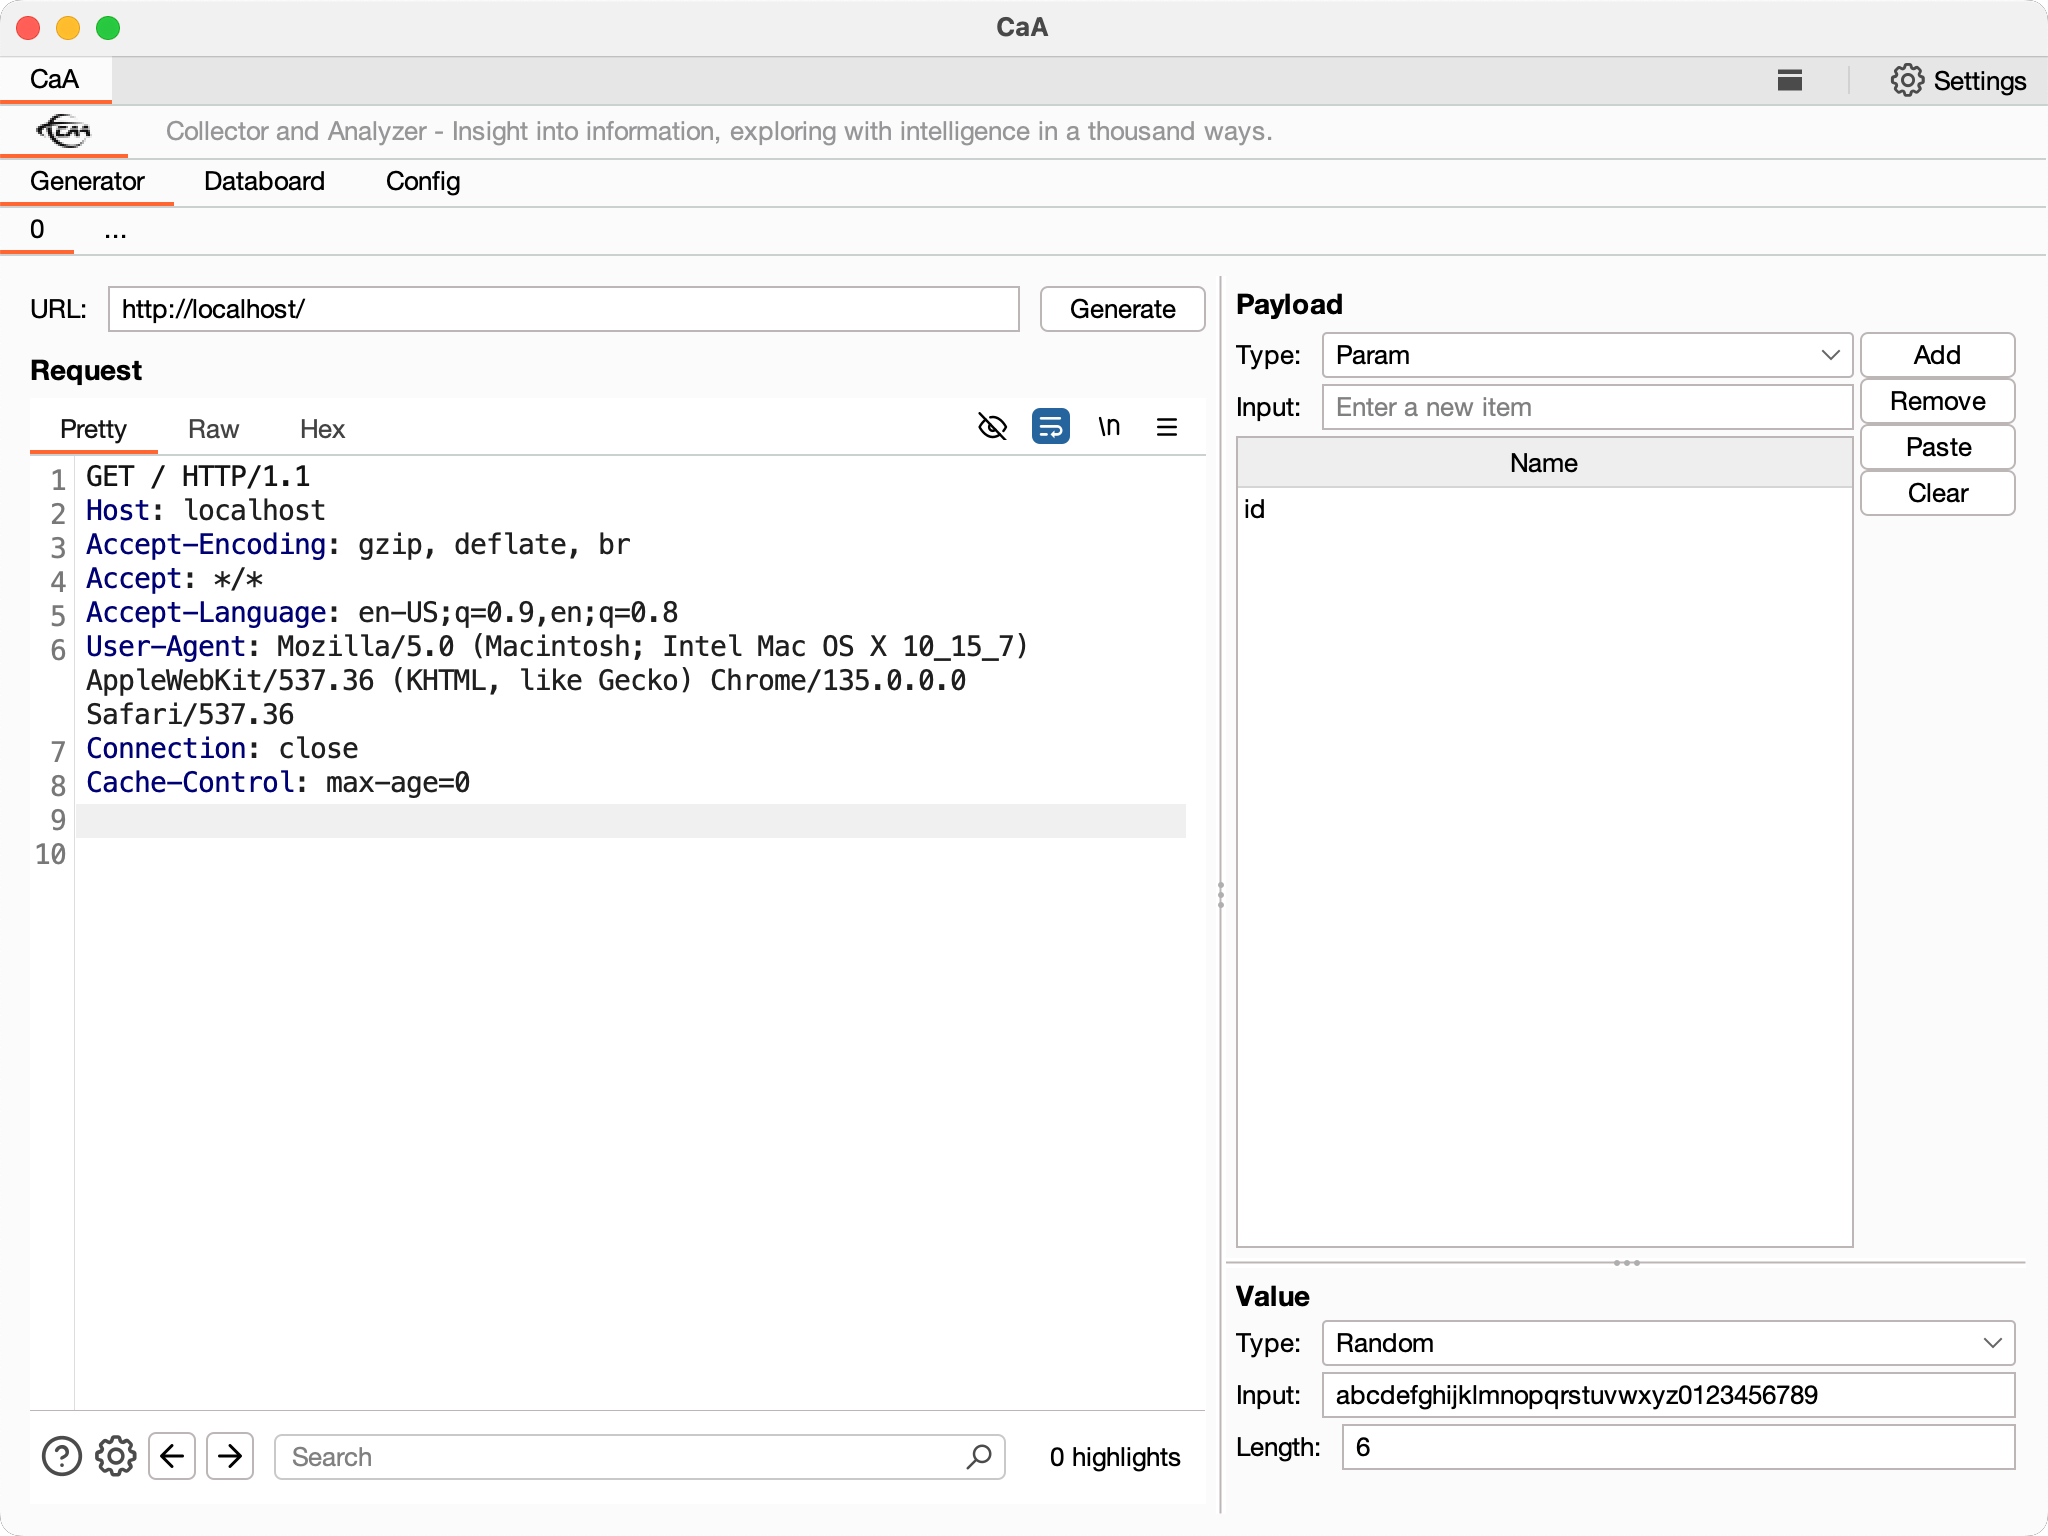 CaA
CaA
Settings
CAA
Collector and Analyzer - Insight into information, exploring with intelligence in a thousand ways.
Generator Databoard Config
0 ...
URL: http://localhost/ Generate
Request
Pretty Raw Hex \n
1 GET / HTTP/1.1
2 Host: localhost
3 Accept-Encoding: gzip, deflate, br
4 Accept: */*
5 Accept-Language: en-US;q=0.9,en;q=0.8
6 User-Agent: Mozilla/5.0 (Macintosh; Intel Mac OS X 10_15_7)
AppleWebKit/537.36 (KHTML, like Gecko) Chrome/135.0.0.0
Safari/537.36
7 Connection: close
8 Cache-Control: max-age=0
9
10
? Search 0 highlights
Payload
Type: Param Add
Input: Enter a new item Remove
Paste
Clear
Name
id
Value
Type: Random
Input: abcdefghijklmnopqrstuvwxyz0123456789
Length: 6